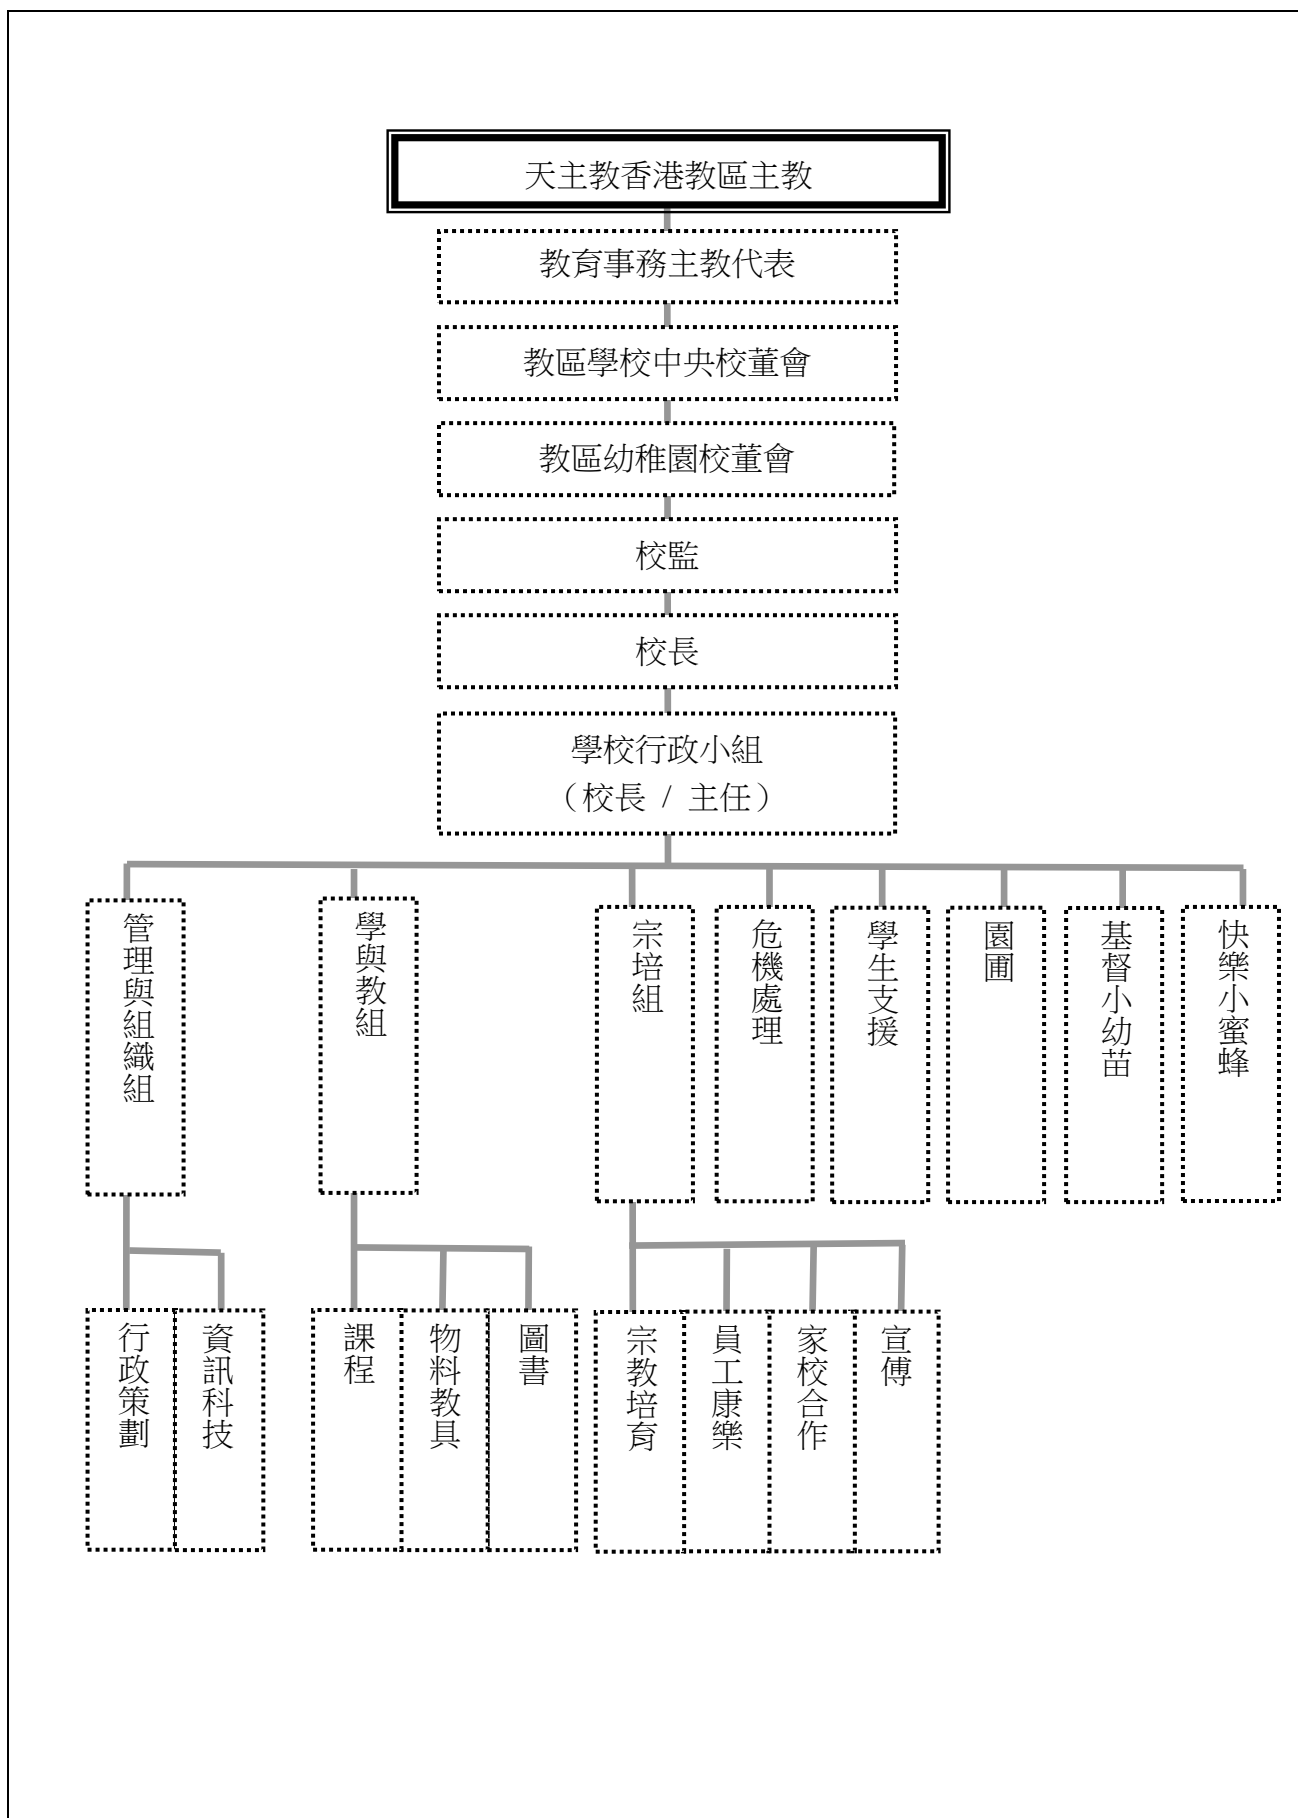 天主教香港教區主教
教育事務主教代表
教區學校中央校董會
教區幼稚園校董會
校監
校長
學校行政小組
（校長 / 主任）
管理與組織組
學與教組
宗培組
危機處理
學生支援
園圃
基督小幼苗
快樂小蜜蜂
行政策劃
資訊科技
課程
物料教具
圖書
宗教培育
員工康樂
家校合作
宣傳